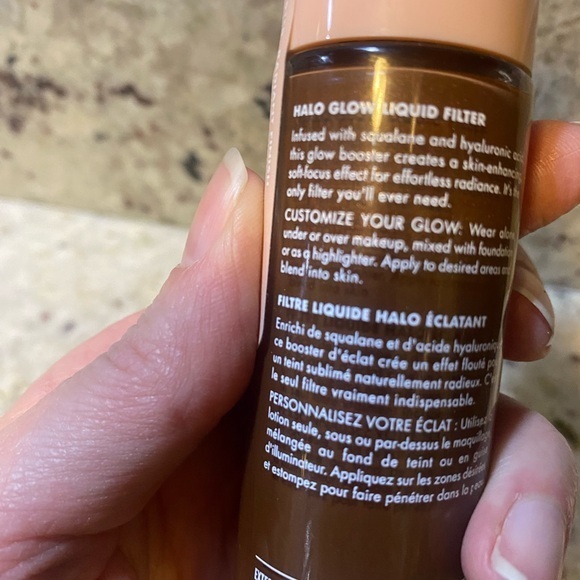 HALO GLOW LIQUID FILTER
Infused with squalane and hyaluronic acid
this glow booster creates a skin-enhancing
soft-focus effect for effortless radiance. It's the
only filter you'll ever need.
CUSTOMIZE YOUR GLOW: Wear alone
under or over makeup, mixed with foundation
or as a highlighter. Apply to desired areas and
blend into skin.
FILTRE LIQUIDE HALO ÉCLATANT
Enrichi de squalane et d'acide hyaluronique
ce booster d'éclat crée un effet flouté
un teint sublimé naturellement radieux.
le seul filtre vraiment indispensable.
PERSONNALISEZ VOTRE ÉCLAT : Utilisez
lotion seule, sous ou par-dessus le maquillage
mélangée au fond de teint ou en
d'illuminateur. Appliquez sur les zones désirées
et estompez pour faire pénétrer dans la peau